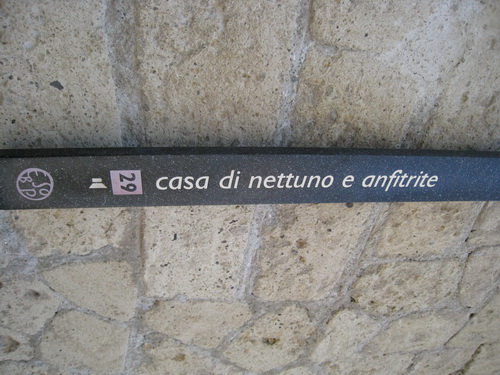 29 casa di nettuno e anfitrite